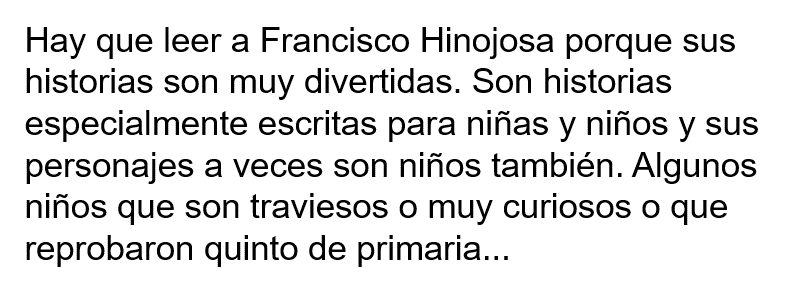 Hay que leer a Francisco Hinojosa porque sus
historias son muy divertidas. Son historias
especialmente escritas para niñas y niños y sus
personajes a veces son niños también. Algunos
niños que son traviesos o muy curiosos o que
reprobaron quinto de primaria...